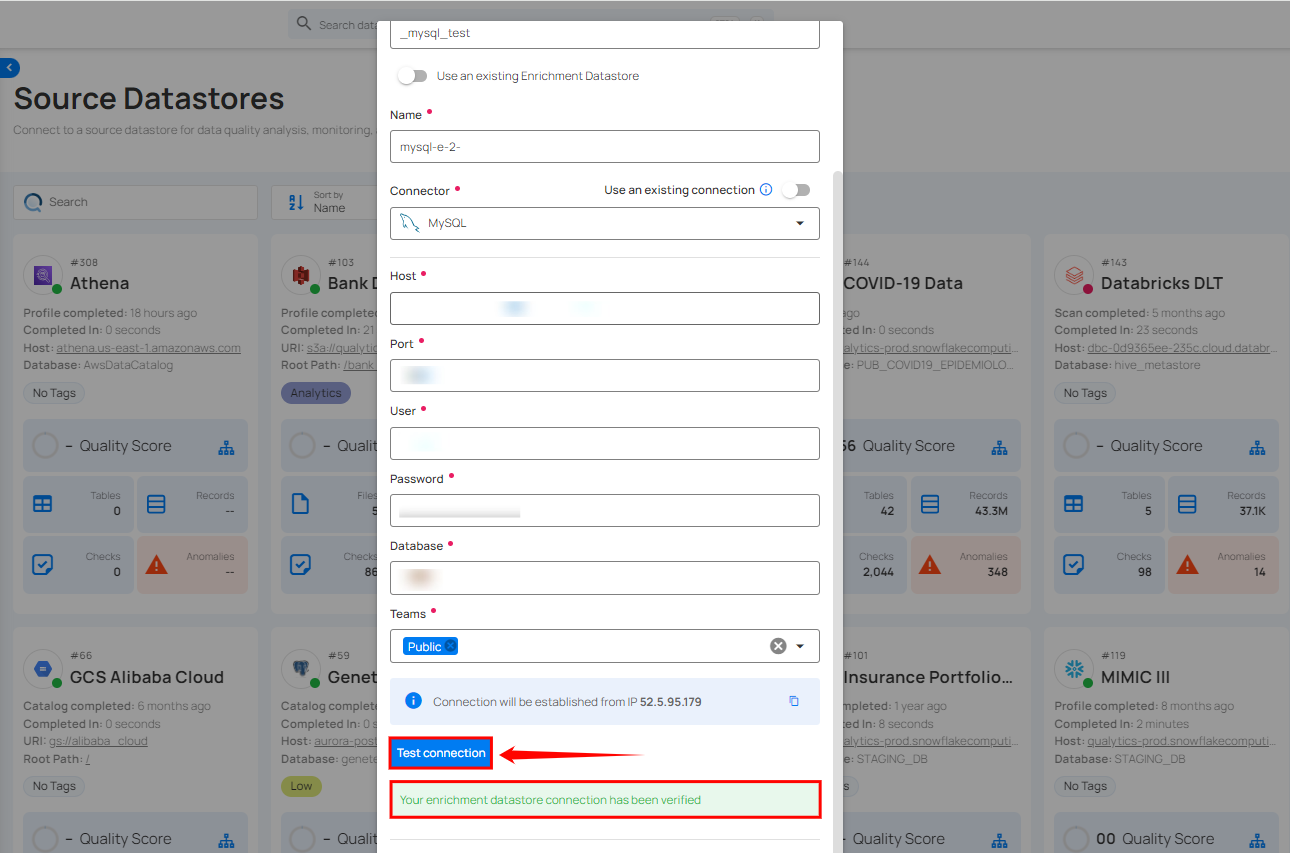 Search data
_mysql_test
Use an existing Enrichment Datastore
Source Datastores
Connect to a source datastore for data quality analysis, monitoring,
Name
mysql-e-2-
Connector
Use an existing connection
MySQL
Search
Sort by
Name
Host
Port
User
Password
Database
Teams
Public
Connection will be established from IP 52.5.95.179
Test connection
Your enrichment datastore connection has been verified
#308
Athena
Profile completed: 18 hours ago
Completed In: 0 seconds
Host: athena.us-east-1.amazonaws.com
Database: AwsDataCatalog
No Tags
– Quality Score
Tables
0
Records
--
Checks
0
Anomalies
--
#103
Bank D
Profile completed
Completed In: 21
URI: s3a://qualytic
Root Path: /bank
Analytics
– Qualit
Files
5
Checks
86
#144
COVID-19 Data
ago
ed In: 0 seconds
alytics-prod.snowflakecomputi...
e: PUB_COVID19_EPIDEMIOLO...
56 Quality Score
Tables
42
Records
43.3M
Checks
2,044
Anomalies
348
#143
Databricks DLT
Scan completed: 5 months ago
Completed In: 23 seconds
Host: dbc-0d9365ee-235c.cloud.databr...
Database: hive_metastore
No Tags
– Quality Score
Tables
5
Records
37.1K
Checks
98
Anomalies
14
#66
GCS Alibaba Cloud
Catalog completed: 6 months ago
Completed In: 0 seconds
URI: gs://alibaba_cloud
Root Path: /
No Tags
– Quality Score
#59
Genet
Catalog complete
Completed In: 0 s
Host: aurora-post
Database: genete
Low
– Qualit
#101
Insurance Portfolio...
mpleted: 1 year ago
ed In: 8 seconds
alytics-prod.snowflakecomputi...
e: STAGING_DB
s
- Quality Score
#119
MIMIC III
Profile completed: 8 months ago
Completed In: 2 minutes
Host: qualytics-prod.snowflakecomputi...
Database: STAGING_DB
No Tags
00 Quality Score